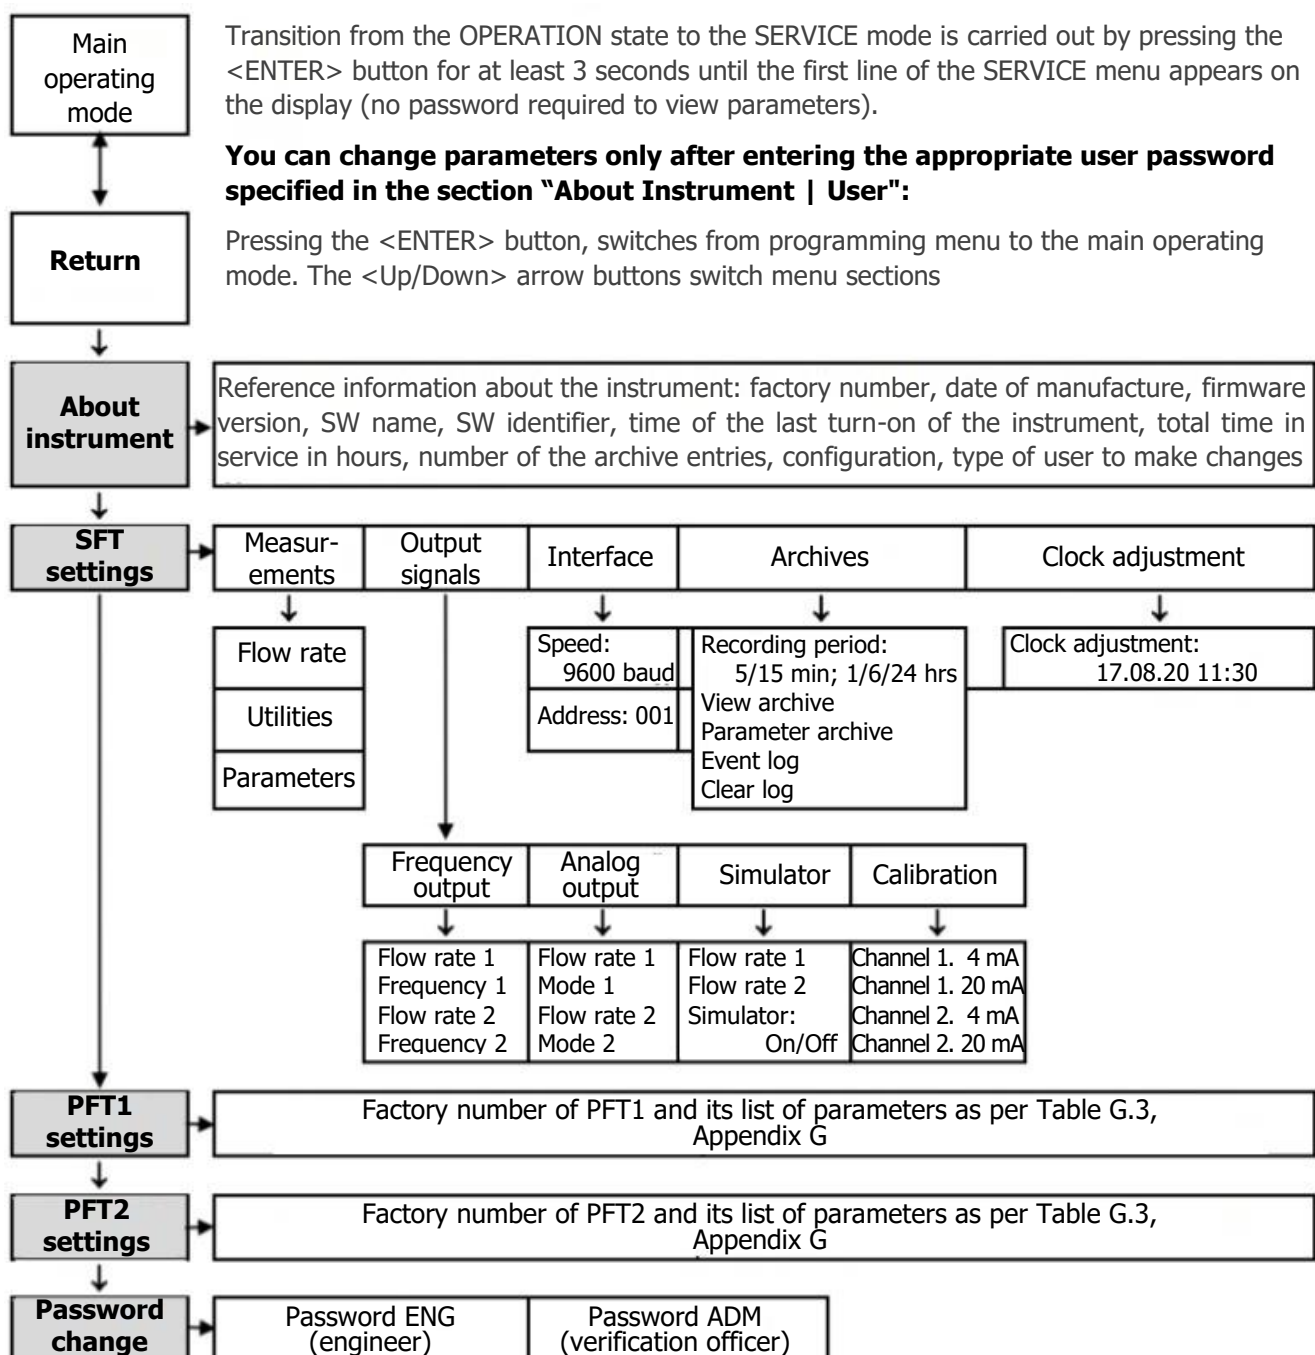 Main
operating
mode
Transition from the OPERATION state to the SERVICE mode is carried out by pressing the
<ENTER> button for at least 3 seconds until the first line of the SERVICE menu appears on
the display (no password required to view parameters).
You can change parameters only after entering the appropriate user password
specified in the section “About Instrument | User":
Return
Pressing the <ENTER> button, switches from programming menu to the main operating
mode. The <Up/Down> arrow buttons switch menu sections
About
instrument
Reference information about the instrument: factory number, date of manufacture, firmware
version, SW name, SW identifier, time of the last turn-on of the instrument, total time in
service in hours, number of the archive entries, configuration, type of user to make changes
SFT
settings
Measur-
ements
Output
signals
Interface
Archives
Clock adjustment
Flow rate
Utilities
Parameters
Speed:
9600 baud
Address: 001
Recording period:
5/15 min; 1/6/24 hrs
View archive
Parameter archive
Event log
Clear log
Clock adjustment:
17.08.20 11:30
Frequency
output
Analog
output
Simulator
Calibration
Flow rate 1
Frequency 1
Flow rate 2
Frequency 2
Flow rate 1
Mode 1
Flow rate 2
Mode 2
Flow rate 1
Flow rate 2
Simulator:
On/Off
Channel 1. 4 mA
Channel 1. 20 mA
Channel 2. 4 mA
Channel 2. 20 mA
PFT1
settings
Factory number of PFT1 and its list of parameters as per Table G.3,
Appendix G
PFT2
settings
Factory number of PFT2 and its list of parameters as per Table G.3,
Appendix G
Password
change
Password ENG
(engineer)
Password ADM
(verification officer)